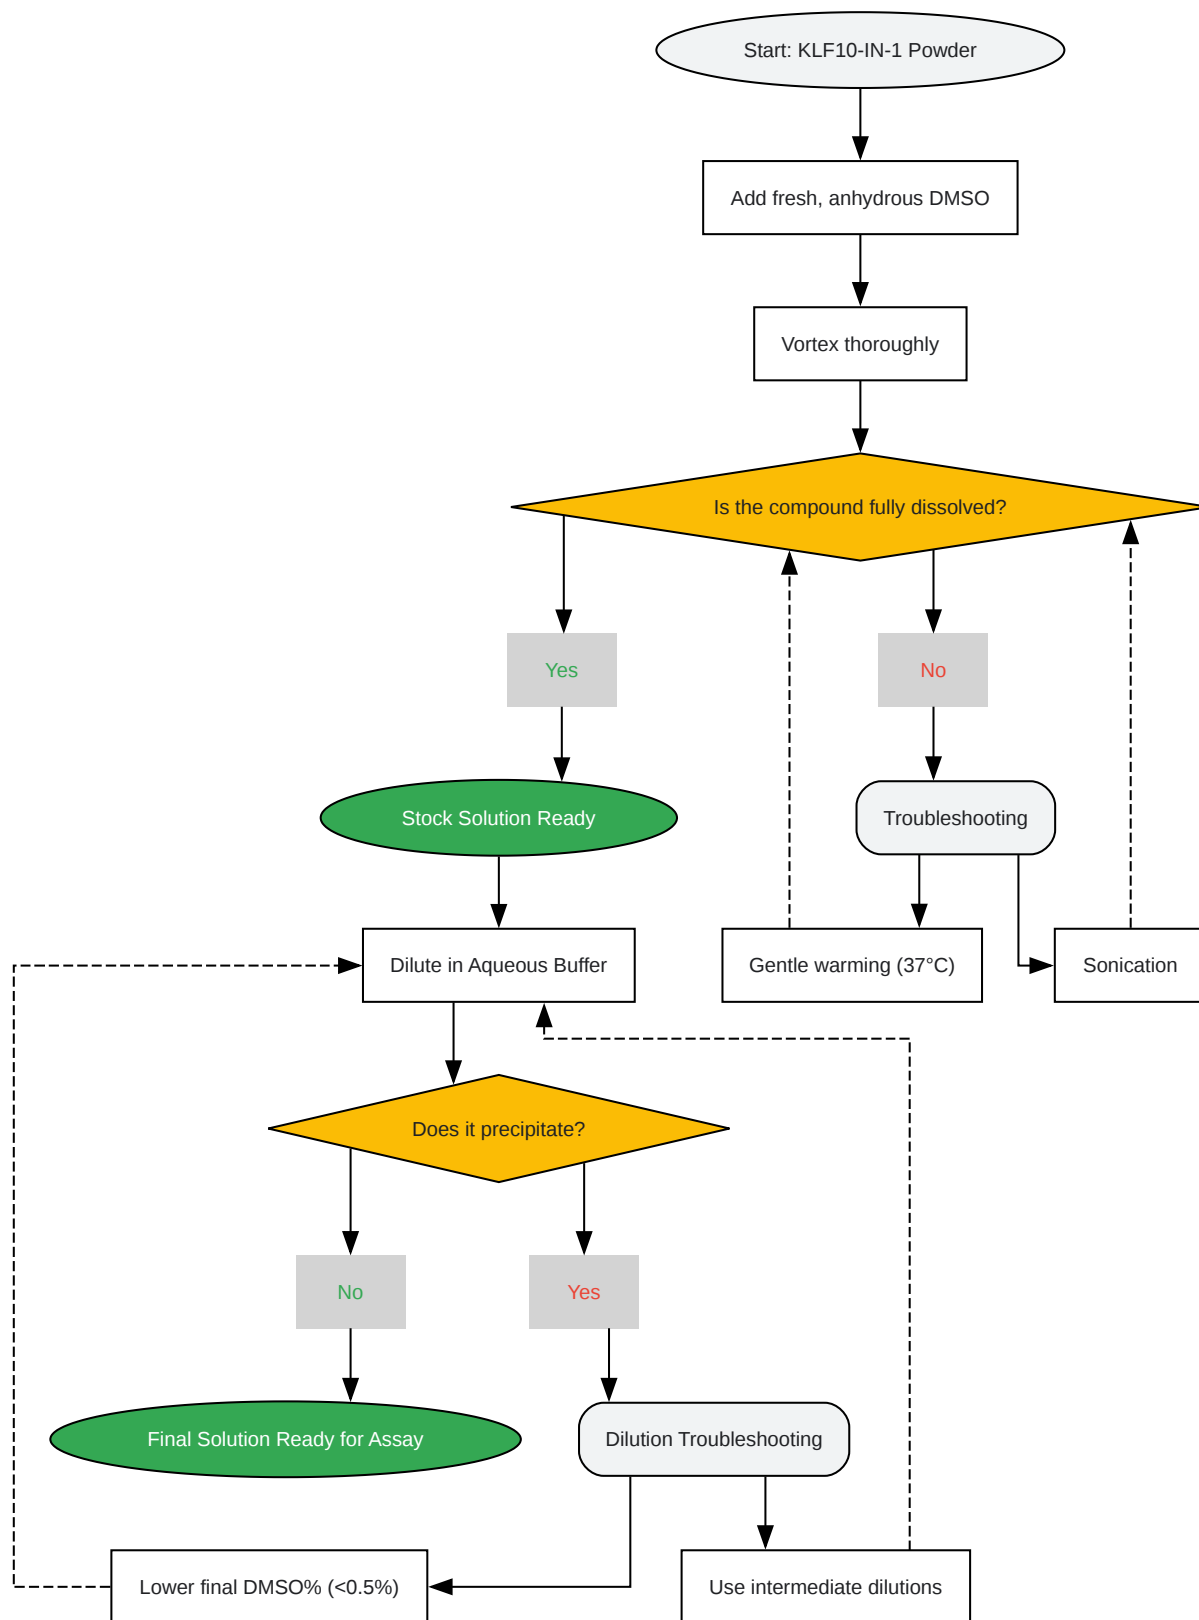 Start: KLF10-IN-1 Powder
Add fresh, anhydrous DMSO
Vortex thoroughly
Is the compound fully dissolved?
Yes
No
Stock Solution Ready
Troubleshooting
Dilute in Aqueous Buffer
Gentle warming (37°C)
Sonication
Does it precipitate?
No
Yes
Final Solution Ready for Assay
Dilution Troubleshooting
Lower final DMSO% (<0.5%)
Use intermediate dilutions